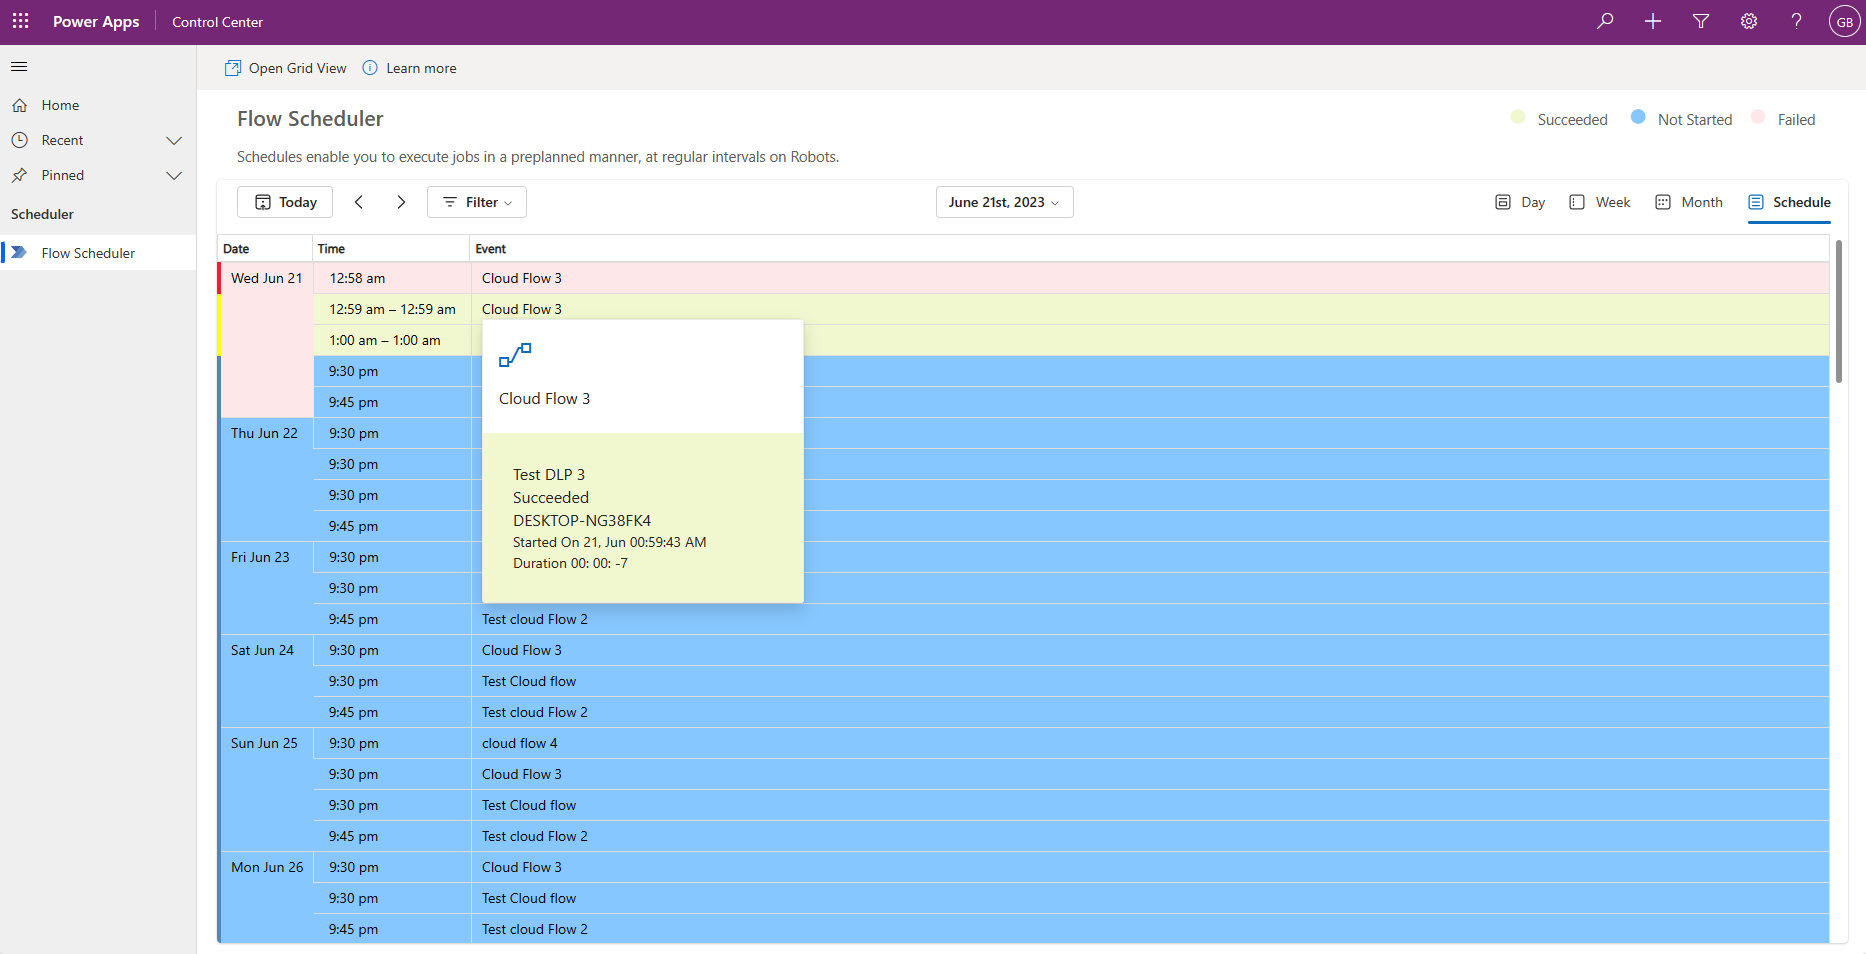 Power Apps
Control Center
GB
Open Grid View
Learn more
Home
Recent
Pinned
Scheduler
Flow Scheduler
Flow Scheduler
Succeeded
Not Started
Failed
Schedules enable you to execute jobs in a preplanned manner, at regular intervals on Robots.
Today
Filter
June 21st, 2023
Day
Week
Month
Schedule
Date Time Event
Wed Jun 21 12:58 am Cloud Flow 3
12:59 am – 12:59 am Cloud Flow 3
1:00 am – 1:00 am
9:30 pm
9:45 pm
Thu Jun 22 9:30 pm
9:30 pm
9:30 pm
9:45 pm
Fri Jun 23 9:30 pm
9:30 pm
9:45 pm Test cloud Flow 2
Sat Jun 24 9:30 pm Cloud Flow 3
9:30 pm Test Cloud flow
9:45 pm Test cloud Flow 2
Sun Jun 25 9:30 pm cloud flow 4
9:30 pm Cloud Flow 3
9:30 pm Test Cloud flow
9:45 pm Test cloud Flow 2
Mon Jun 26 9:30 pm Cloud Flow 3
9:30 pm Test Cloud flow
9:45 pm Test cloud Flow 2
Cloud Flow 3
Test DLP 3
Succeeded
DESKTOP-NG38FK4
Started On 21, Jun 00:59:43 AM
Duration 00: 00: -7